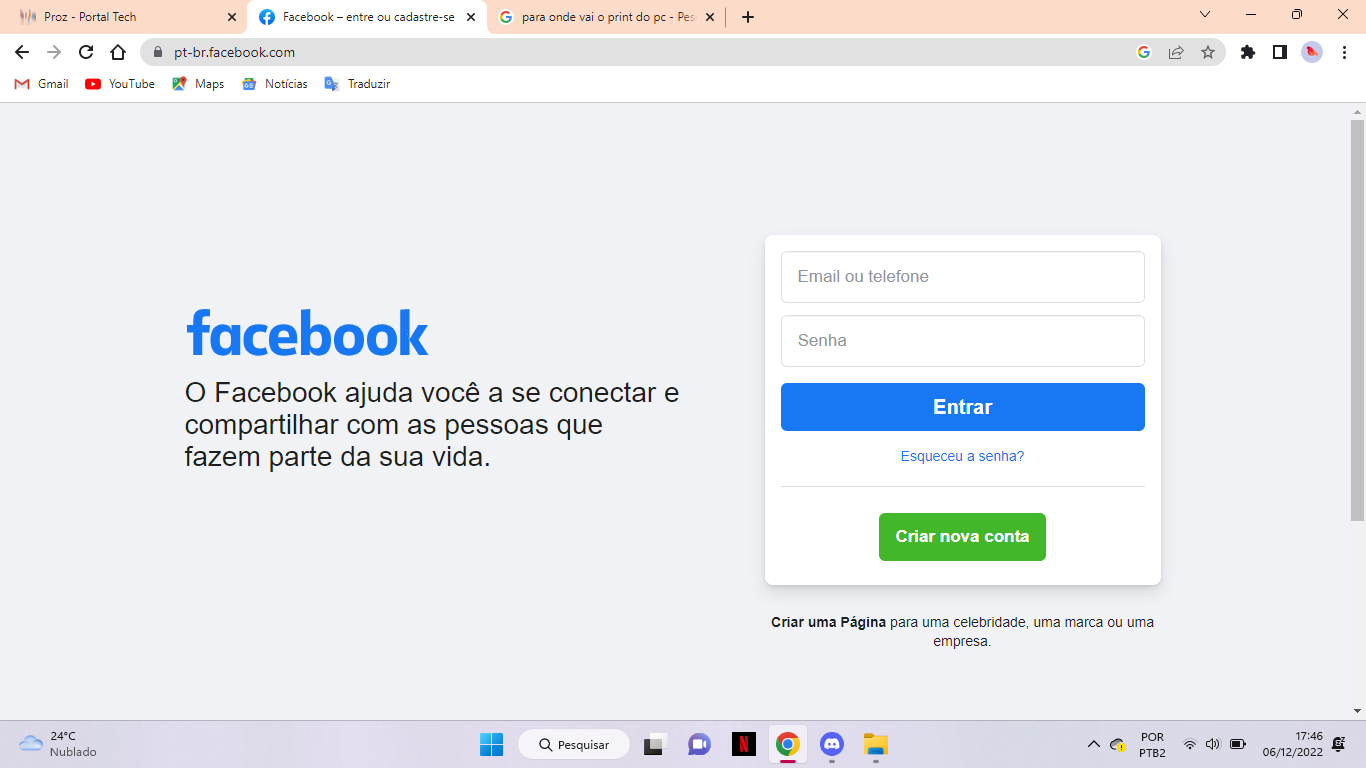 Proz - Portal Tech
Facebook – entre ou cadastre-se
para onde vai o print do pc - Pes
pt-br.facebook.com
Gmail
YouTube
Maps
Notícias
Traduzir
facebook
O Facebook ajuda você a se conectar e
compartilhar com as pessoas que
fazem parte da sua vida.
Email ou telefone
Senha
Entrar
Esqueceu a senha?
Criar nova conta
Criar uma Página para uma celebridade, uma marca ou uma
empresa.
24°C
Nublado
Pesquisar
POR
PTB2
17:46
06/12/2022